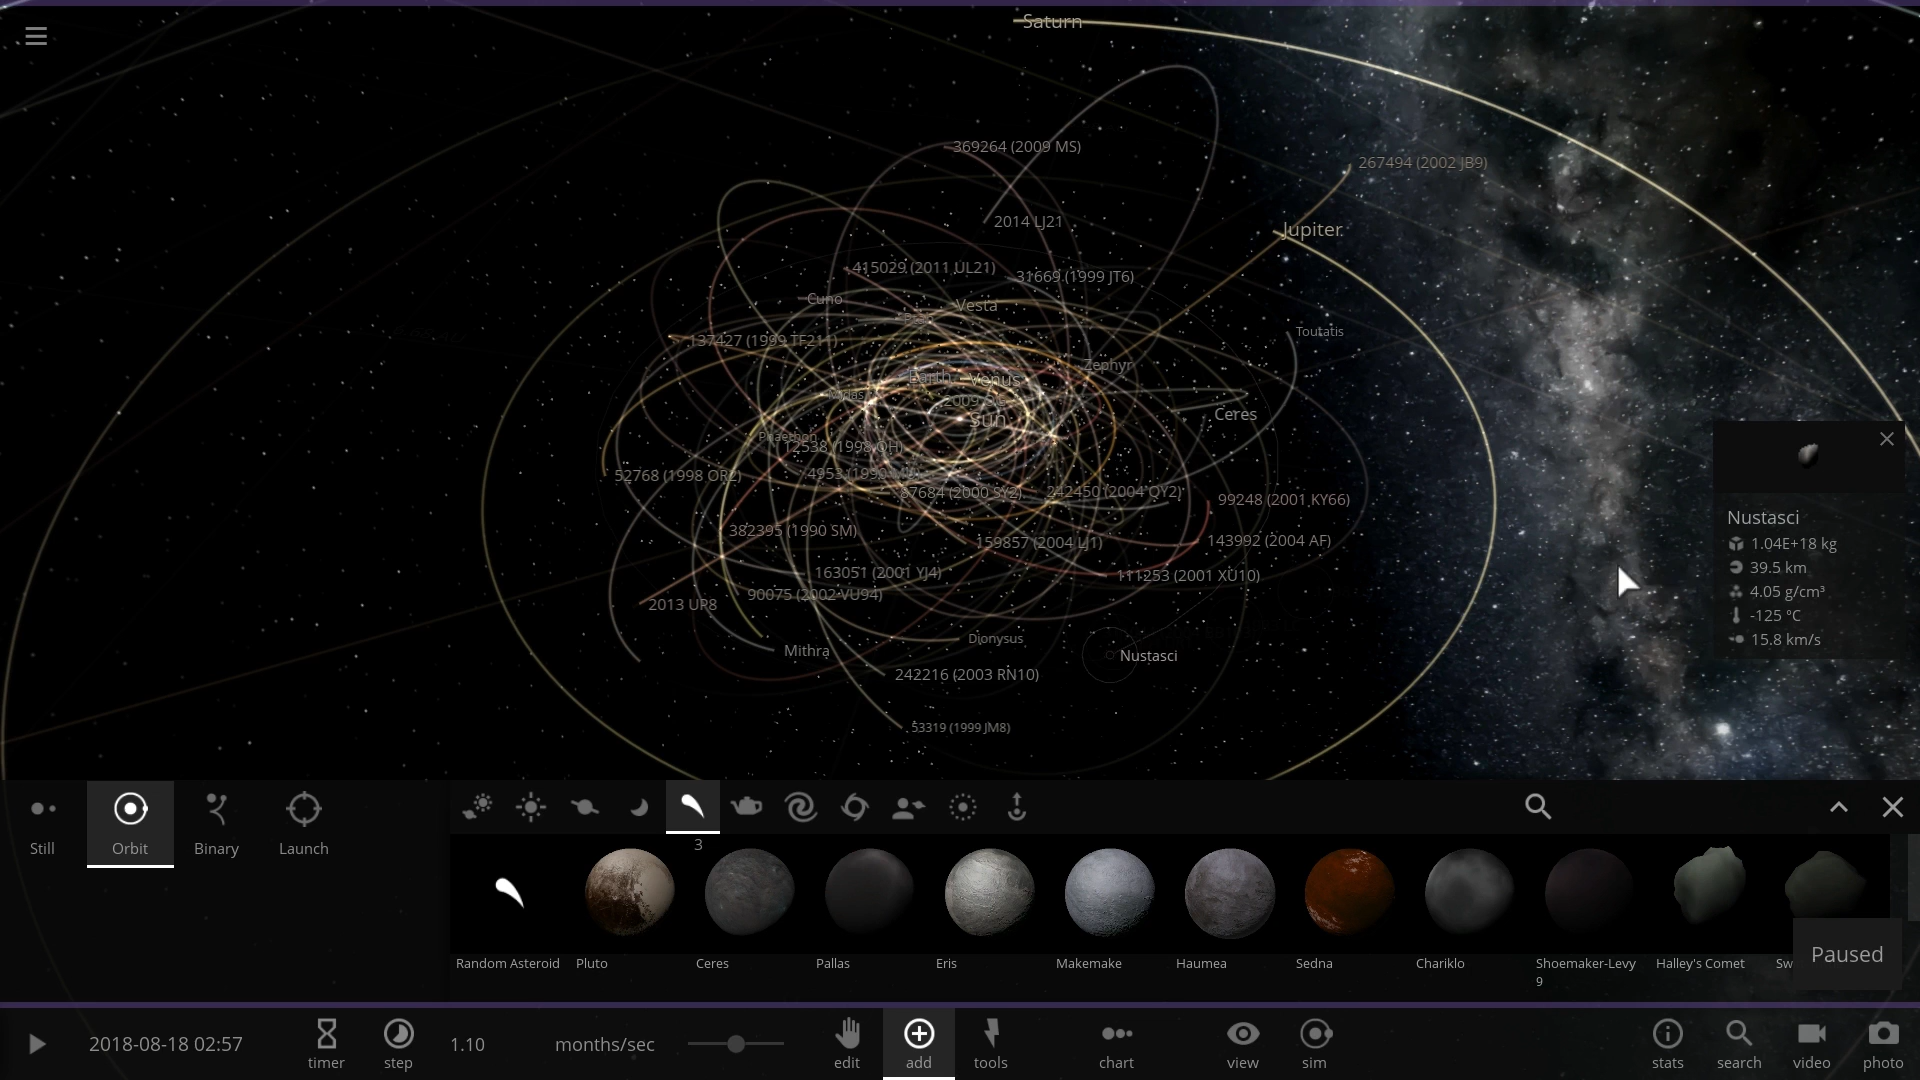 Saturn
369264 (2009 MS)
267494 (2002 JB9)
2014 LJ21
Jupiter
415029 (2011 UL21)
31669 (1999 JT6)
Cuno
Vesta
Toutatis
137427 (1999 TF211)
Zephyr
Earth
Venus
Midas
Ceres
Sun
Phaethon
12538 (1998 OH)
52768 (1998 OR2)
87684 (2000 SY2)
242450 (2004 QY2)
99248 (2001 KY66)
382395 (1990 SM)
159857 (2004 LJ1)
143992 (2004 AF)
163051 (2001 YJ4)
111253 (2001 XU10)
90075 (2002 VU94)
2013 UP8
Mithra
Dionysus
Nustasci
242216 (2003 RN10)
53319 (1999 JM8)
Nustasci
1.04E+18 kg
39.5 km
4.05 g/cm³
-125 °C
15.8 km/s
Still
Orbit
Binary
Launch
3
Random Asteroid
Pluto
Ceres
Pallas
Eris
Makemake
Haumea
Sedna
Chariklo
Shoemaker-Levy
9
Halley's Comet
Sw
Paused
2018-08-18 02:57
timer
step
1.10
months/sec
edit
add
tools
chart
view
sim
stats
search
video
photo